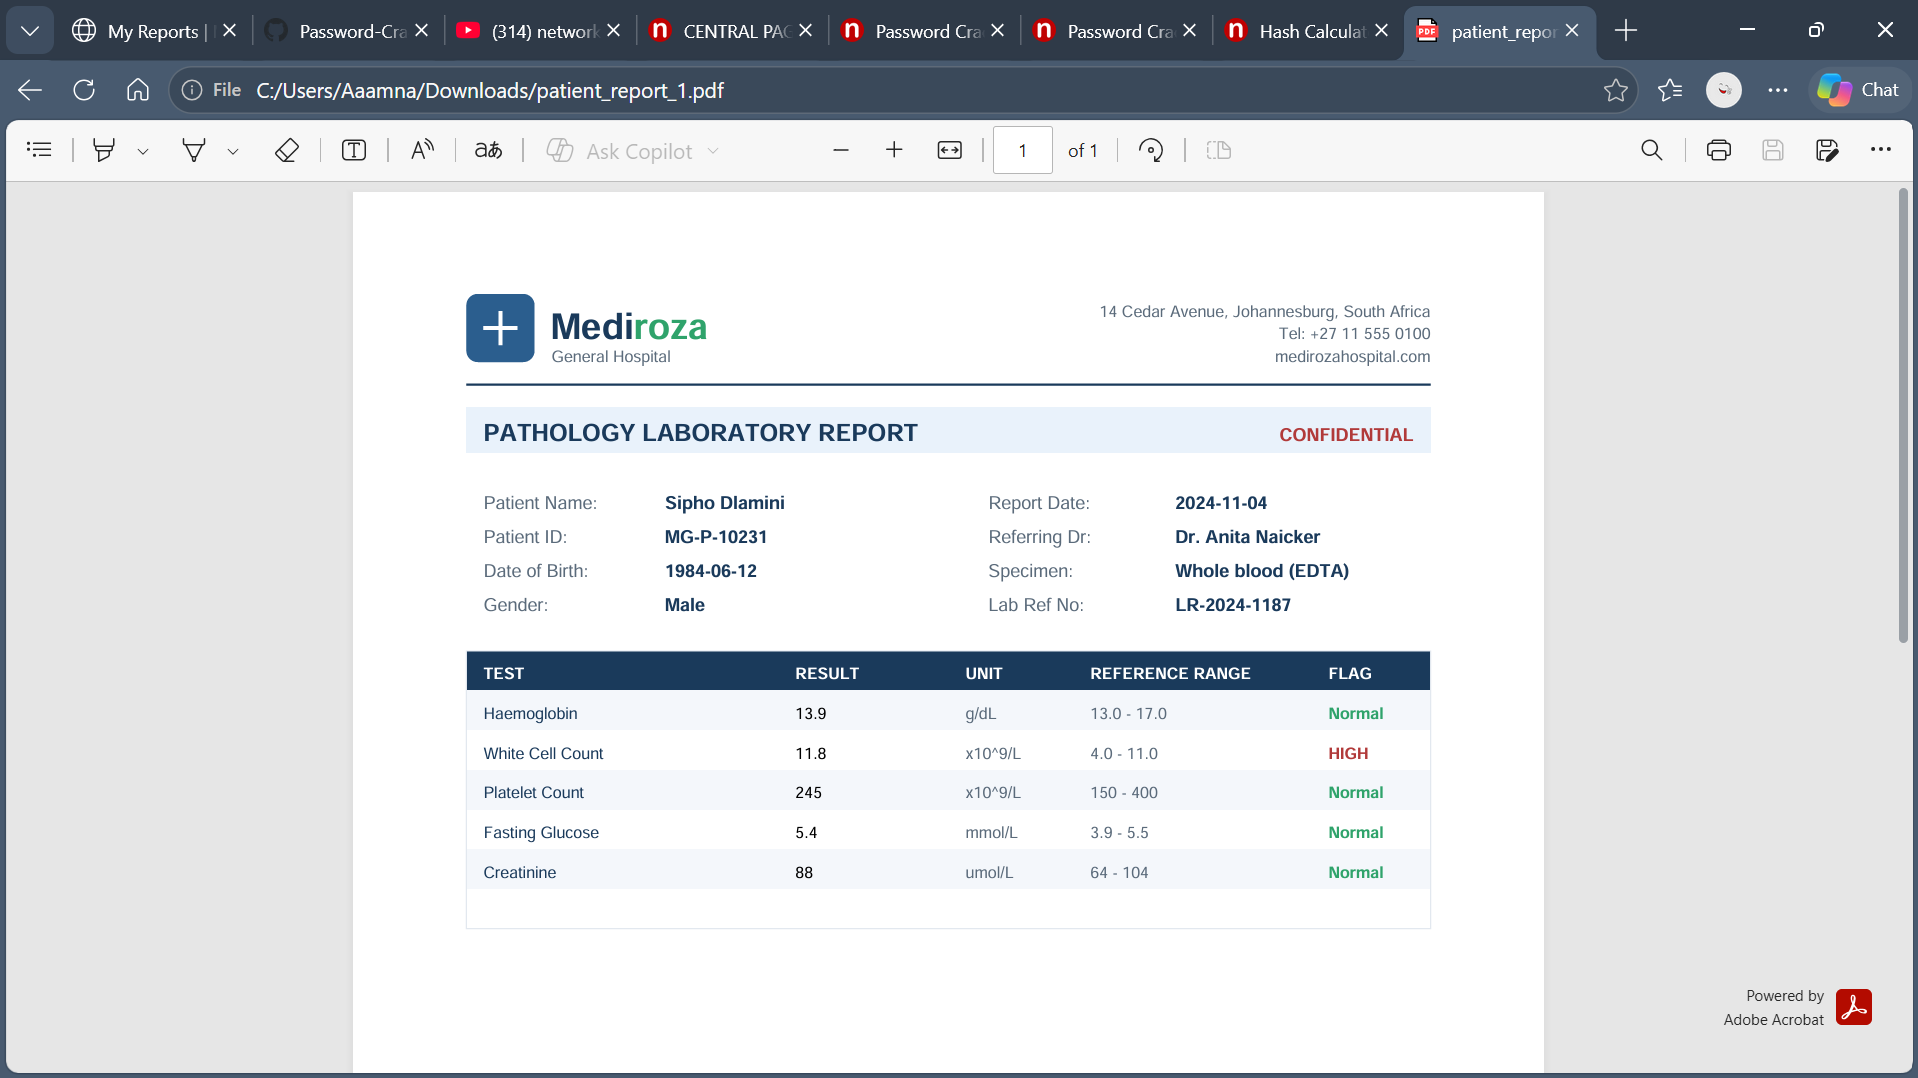 My Reports |
Password-Cra
(314) network
CENTRAL PAG
Password Cra
Password Cra
Hash Calculat
PDF
patient_repor
File
C:/Users/Aaamna/Downloads/patient_report_1.pdf
Chat
T
A
aあ
Ask Copilot
1
of 1
Mediroza
General Hospital
14 Cedar Avenue, Johannesburg, South Africa
Tel: +27 11 555 0100
medirozahospital.com
PATHOLOGY LABORATORY REPORT
CONFIDENTIAL
Patient Name: Sipho Dlamini Report Date: 2024-11-04
Patient ID: MG-P-10231 Referring Dr: Dr. Anita Naicker
Date of Birth: 1984-06-12 Specimen: Whole blood (EDTA)
Gender: Male Lab Ref No: LR-2024-1187
TEST RESULT UNIT REFERENCE RANGE FLAG
Haemoglobin 13.9 g/dL 13.0 - 17.0 Normal
White Cell Count 11.8 x10^9/L 4.0 - 11.0 HIGH
Platelet Count 245 x10^9/L 150 - 400 Normal
Fasting Glucose 5.4 mmol/L 3.9 - 5.5 Normal
Creatinine 88 umol/L 64 - 104 Normal
Powered by
Adobe Acrobat